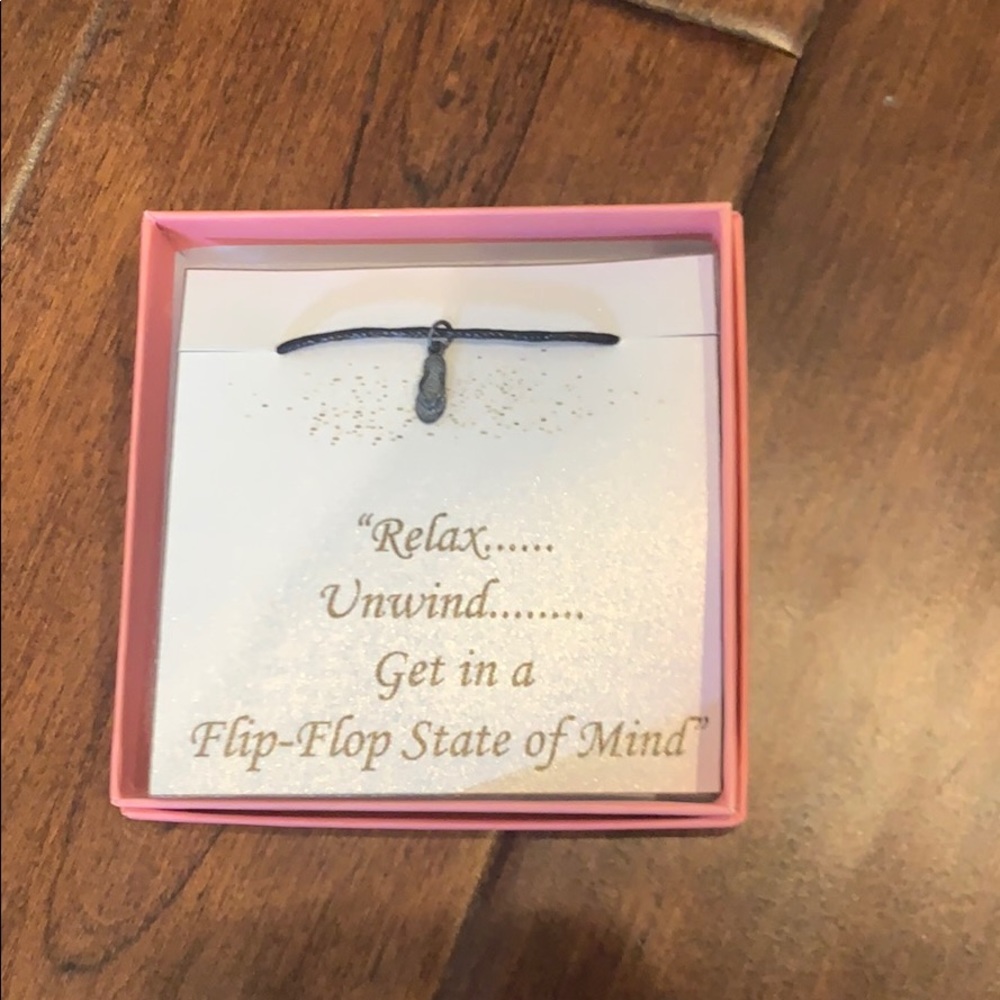 “Relax......
Unwind........
Get in a
Flip-Flop State of Mind”